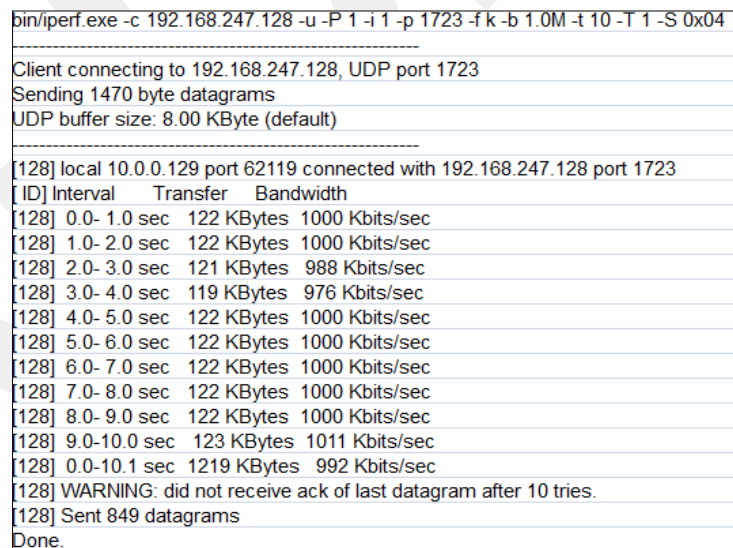 bin/iperf.exe -c 192.168.247.128 -u -P 1 -i 1 -p 1723 -f k -b 1.0M -t 10 -T 1 -S 0x04
------------------------------------------------------------
Client connecting to 192.168.247.128, UDP port 1723
Sending 1470 byte datagrams
UDP buffer size: 8.00 KByte (default)
------------------------------------------------------------
[128] local 10.0.0.129 port 62119 connected with 192.168.247.128 port 1723
[ ID] Interval Transfer Bandwidth
[128] 0.0- 1.0 sec 122 KBytes 1000 Kbits/sec
[128] 1.0- 2.0 sec 122 KBytes 1000 Kbits/sec
[128] 2.0- 3.0 sec 121 KBytes 988 Kbits/sec
[128] 3.0- 4.0 sec 119 KBytes 976 Kbits/sec
[128] 4.0- 5.0 sec 122 KBytes 1000 Kbits/sec
[128] 5.0- 6.0 sec 122 KBytes 1000 Kbits/sec
[128] 6.0- 7.0 sec 122 KBytes 1000 Kbits/sec
[128] 7.0- 8.0 sec 122 KBytes 1000 Kbits/sec
[128] 8.0- 9.0 sec 122 KBytes 1000 Kbits/sec
[128] 9.0-10.0 sec 123 KBytes 1011 Kbits/sec
[128] 0.0-10.1 sec 1219 KBytes 992 Kbits/sec
[128] WARNING: did not receive ack of last datagram after 10 tries.
[128] Sent 849 datagrams
Done.